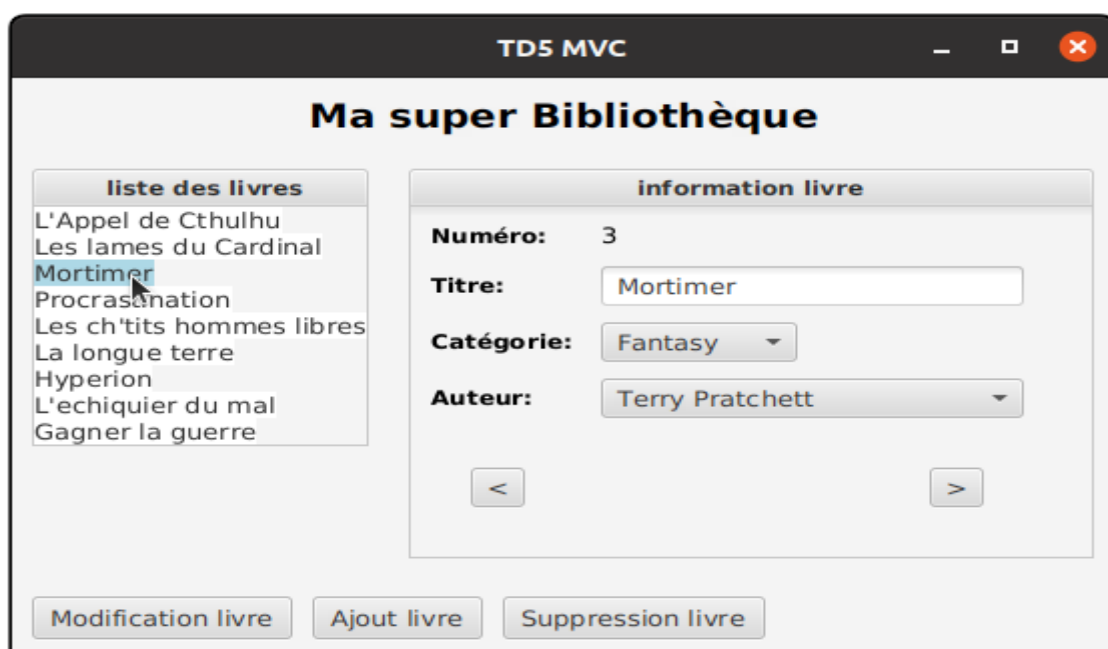 TD5 MVC
Ma super Bibliothèque
liste des livres
L'Appel de Cthulhu
Les lames du Cardinal
Mortimer
Procrastination
Les ch'tits hommes libres
La longue terre
Hyperion
L'echiquier du mal
Gagner la guerre
information livre
Numéro: 3
Titre: Mortimer
Catégorie: Fantasy
Auteur: Terry Pratchett
< >
Modification livre Ajout livre Suppression livre